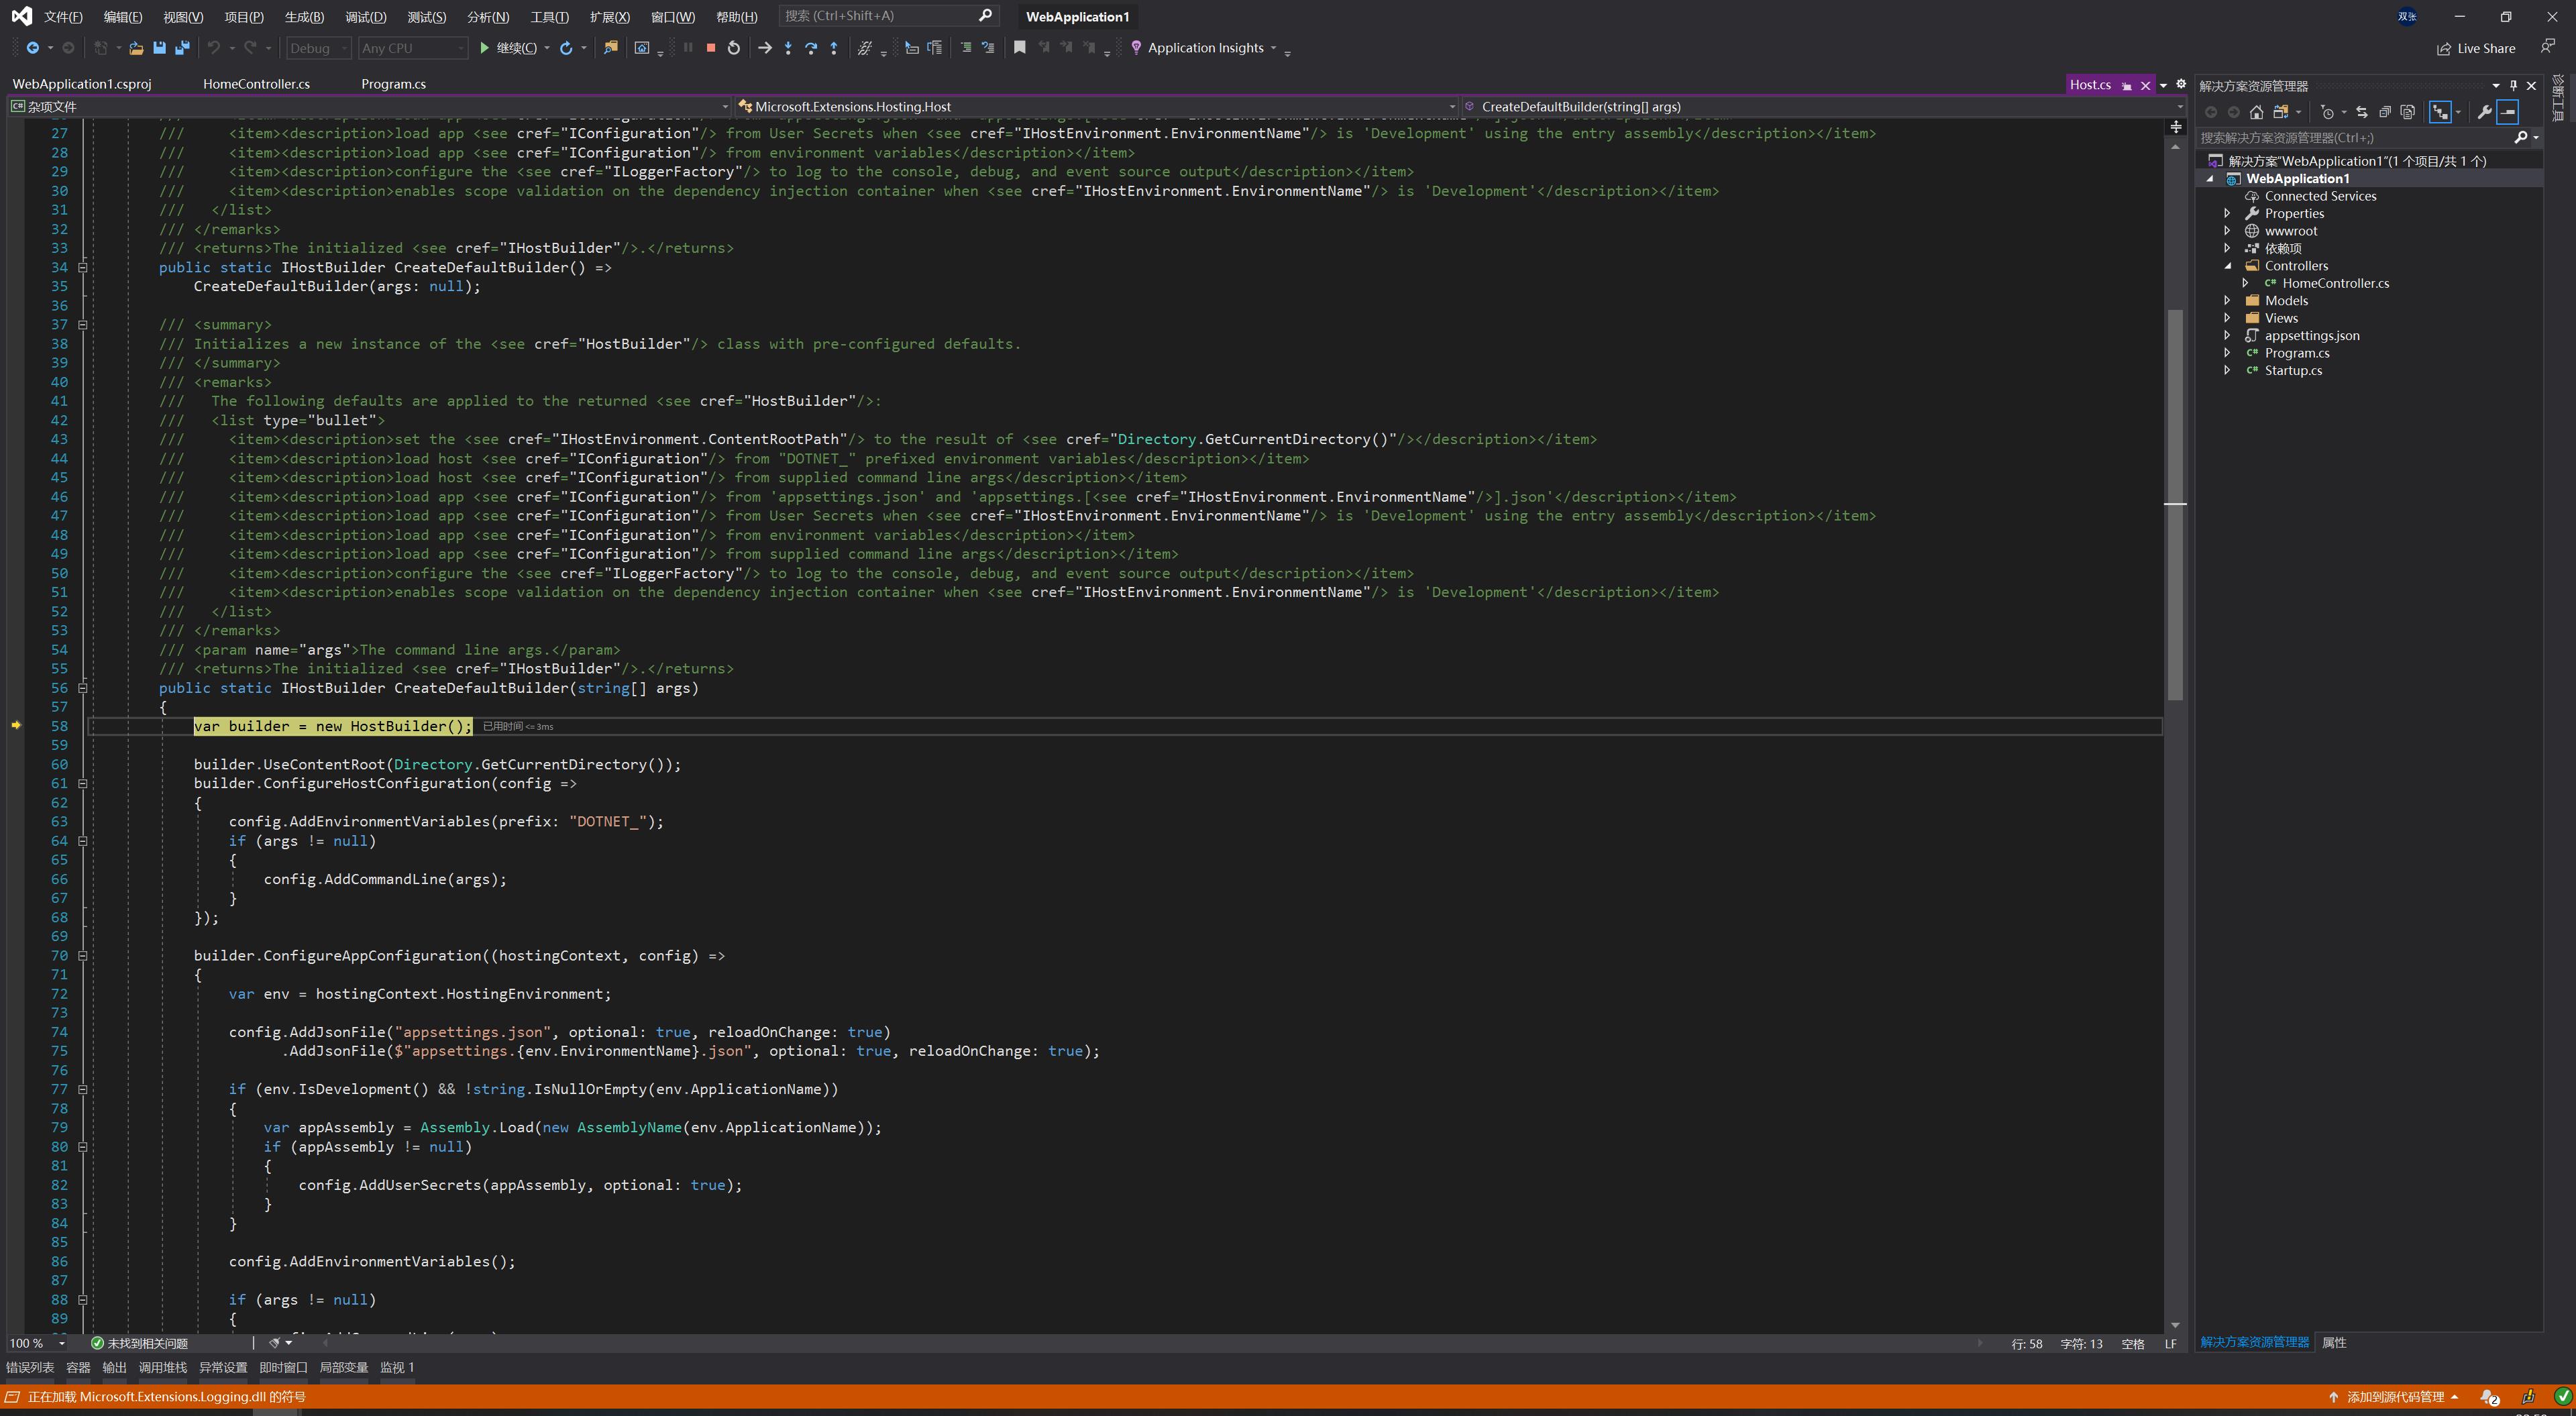 文件(F) 编辑(E) 视图(V) 项目(P) 生成(B) 调试(D) 测试(S) 分析(N) 工具(T) 扩展(X) 窗口(W) 帮助(H) 搜索 (Ctrl+Shift+A) WebApplication1 双张
Debug Any CPU 继续(C) Application Insights Live Share
WebApplication1.csproj HomeController.cs Program.cs Host.cs
杂项文件 Microsoft.Extensions.Hosting.Host CreateDefaultBuilder(string[] args)
27 /// <item><description>load app <see cref="IConfiguration"/> from User Secrets when <see cref="IHostEnvironment.EnvironmentName"/> is 'Development' using the entry assembly</description></item>
28 /// <item><description>load app <see cref="IConfiguration"/> from environment variables</description></item>
29 /// <item><description>configure the <see cref="ILoggerFactory"/> to log to the console, debug, and event source output</description></item>
30 /// <item><description>enables scope validation on the dependency injection container when <see cref="IHostEnvironment.EnvironmentName"/> is 'Development'</description></item>
31 /// </list>
32 /// </remarks>
33 /// <returns>The initialized <see cref="IHostBuilder"/>.</returns>
34 public static IHostBuilder CreateDefaultBuilder() =>
35 CreateDefaultBuilder(args: null);
36
37 /// <summary>
38 /// Initializes a new instance of the <see cref="HostBuilder"/> class with pre-configured defaults.
39 /// </summary>
40 /// <remarks>
41 /// The following defaults are applied to the returned <see cref="HostBuilder"/>:
42 /// <list type="bullet">
43 /// <item><description>set the <see cref="IHostEnvironment.ContentRootPath"/> to the result of <see cref="Directory.GetCurrentDirectory()"/></description></item>
44 /// <item><description>load host <see cref="IConfiguration"/> from "DOTNET_" prefixed environment variables</description></item>
45 /// <item><description>load host <see cref="IConfiguration"/> from supplied command line args</description></item>
46 /// <item><description>load app <see cref="IConfiguration"/> from 'appsettings.json' and 'appsettings.[<see cref="IHostEnvironment.EnvironmentName"/>].json'</description></item>
47 /// <item><description>load app <see cref="IConfiguration"/> from User Secrets when <see cref="IHostEnvironment.EnvironmentName"/> is 'Development' using the entry assembly</description></item>
48 /// <item><description>load app <see cref="IConfiguration"/> from environment variables</description></item>
49 /// <item><description>load app <see cref="IConfiguration"/> from supplied command line args</description></item>
50 /// <item><description>configure the <see cref="ILoggerFactory"/> to log to the console, debug, and event source output</description></item>
51 /// <item><description>enables scope validation on the dependency injection container when <see cref="IHostEnvironment.EnvironmentName"/> is 'Development'</description></item>
52 /// </list>
53 /// </remarks>
54 /// <param name="args">The command line args.</param>
55 /// <returns>The initialized <see cref="IHostBuilder"/>.</returns>
56 public static IHostBuilder CreateDefaultBuilder(string[] args)
57 {
58 var builder = new HostBuilder(); 已用时间 <= 3ms
59
60 builder.UseContentRoot(Directory.GetCurrentDirectory());
61 builder.ConfigureHostConfiguration(config =>
62 {
63 config.AddEnvironmentVariables(prefix: "DOTNET_");
64 if (args != null)
65 {
66 config.AddCommandLine(args);
67 }
68 });
69
70 builder.ConfigureAppConfiguration((hostingContext, config) =>
71 {
72 var env = hostingContext.HostingEnvironment;
73
74 config.AddJsonFile("appsettings.json", optional: true, reloadOnChange: true)
75 .AddJsonFile($"appsettings.{env.EnvironmentName}.json", optional: true, reloadOnChange: true);
76
77 if (env.IsDevelopment() && !string.IsNullOrEmpty(env.ApplicationName))
78 {
79 var appAssembly = Assembly.Load(new AssemblyName(env.ApplicationName));
80 if (appAssembly != null)
81 {
82 config.AddUserSecrets(appAssembly, optional: true);
83 }
84 }
85
86 config.AddEnvironmentVariables();
87
88 if (args != null)
89 {
100 % 未找到相关问题 行: 58 字符: 13 空格 LF
解决方案资源管理器
搜索解决方案资源管理器(Ctrl+;)
解决方案"WebApplication1"(1 个项目/共 1 个)
WebApplication1
Connected Services
Properties
wwwroot
依赖项
Controllers
C# HomeController.cs
Models
Views
appsettings.json
C# Program.cs
C# Startup.cs
解决方案资源管理器 属性
诊断工具
错误列表 容器 输出 调用堆栈 异常设置 即时窗口 局部变量 监视 1
正在加载 Microsoft.Extensions.Logging.dll 的符号 添加到源代码管理 2